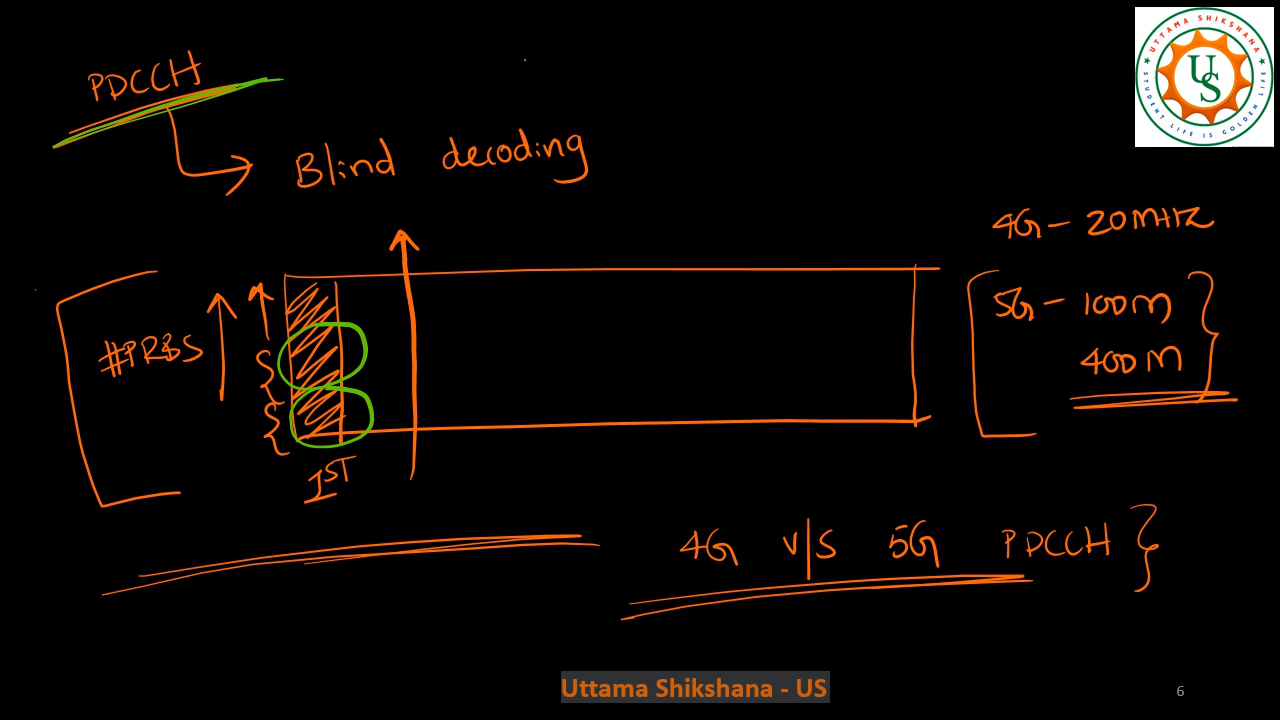 PDCCH
UTTAMA SHIKSHANA
US
STUDENT LIFE IS GOLDEN LIFE
Blind decoding
4G - 20MHz
5G - 100M
400M
#PRBS
1ST
4G V/S 5G PDCCH
Uttama Shikshana - US
6